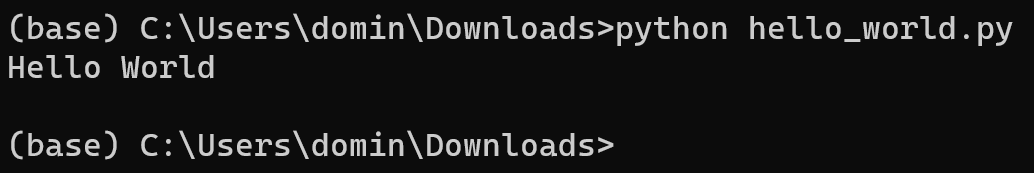 (base) C:\Users\domin\Downloads>python hello_world.py
Hello World
(base) C:\Users\domin\Downloads>